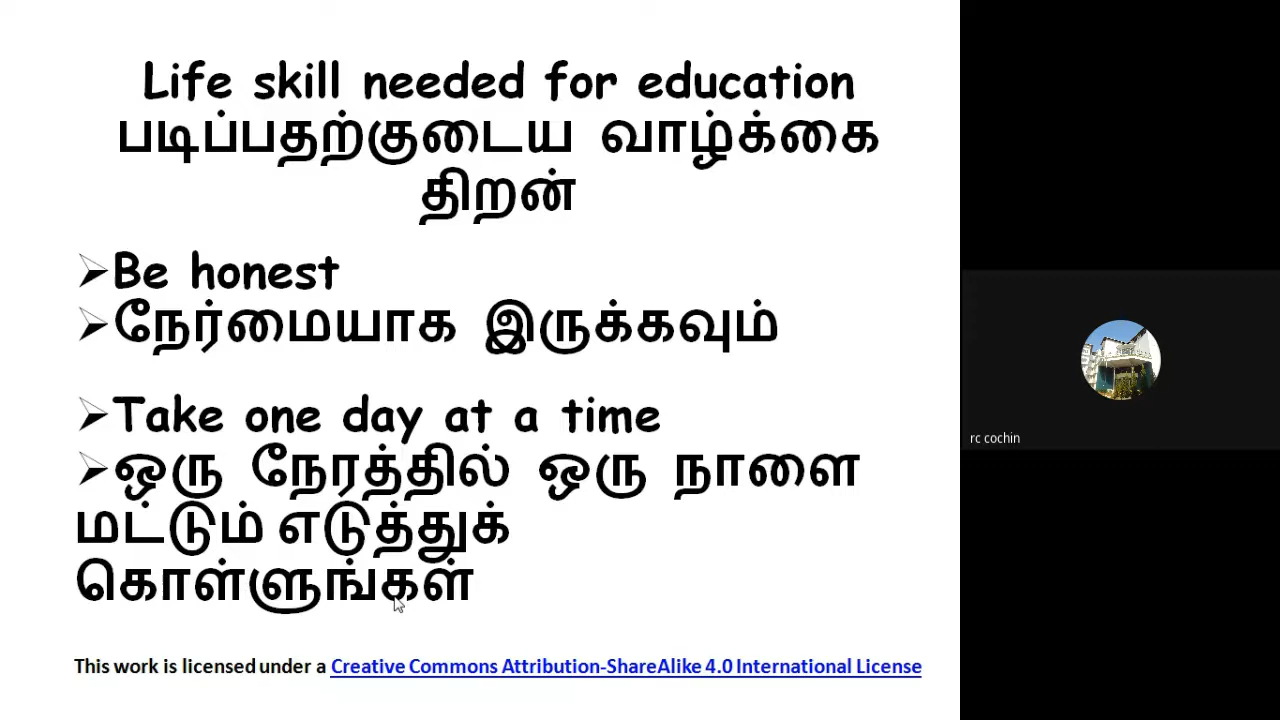 Life skill needed for education
படிப்பதற்குடைய வாழ்க்கை
திறன்
➢Be honest
➢நேர்மையாக இருக்கவும்
➢Take one day at a time
➢ஒரு நேரத்தில் ஒரு நாளை
மட்டும் எடுத்துக்
கொள்ளுங்கள்
This work is licensed under a Creative Commons Attribution-ShareAlike 4.0 International License
rc cochin